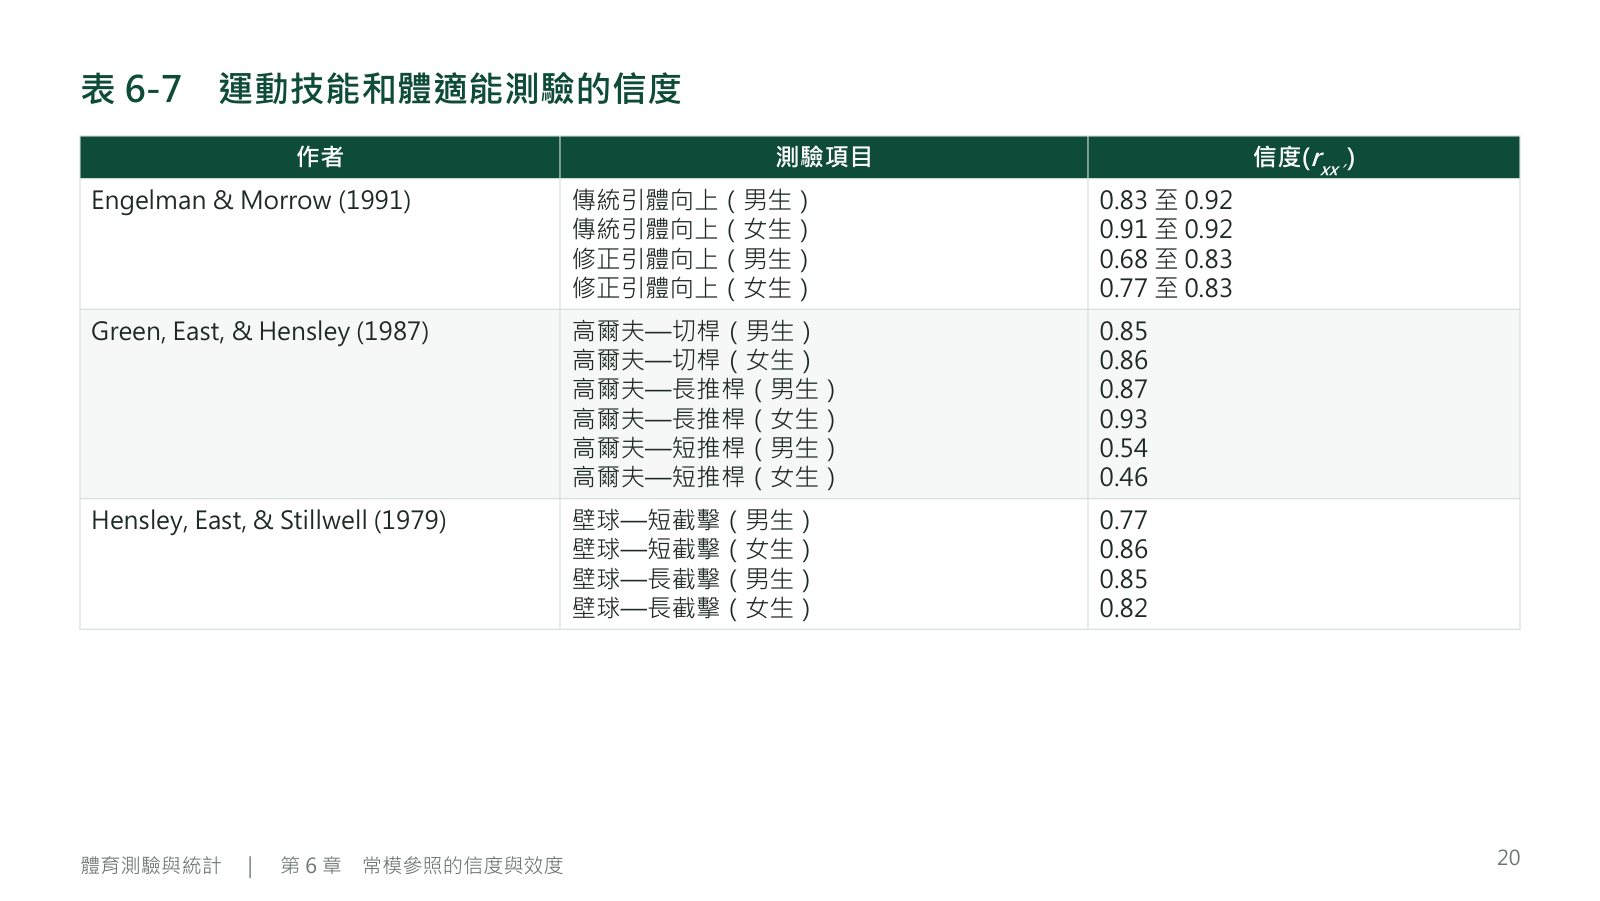 表 6-7　運動技能和體適能測驗的信度
作者
測驗項目
信度(rxx´)
Engelman & Morrow (1991)
傳統引體向上（男生）
0.83 至 0.92
傳統引體向上（女生）
0.91 至 0.92
修正引體向上（男生）
0.68 至 0.83
修正引體向上（女生）
0.77 至 0.83
Green, East, & Hensley (1987)
高爾夫—切桿（男生）
0.85
高爾夫—切桿（女生）
0.86
高爾夫—長推桿（男生）
0.87
高爾夫—長推桿（女生）
0.93
高爾夫—短推桿（男生）
0.54
高爾夫—短推桿（女生）
0.46
Hensley, East, & Stillwell (1979)
壁球—短截擊（男生）
0.77
壁球—短截擊（女生）
0.86
壁球—長截擊（男生）
0.85
壁球—長截擊（女生）
0.82
體育測驗與統計　|　第 6 章　常模參照的信度與效度
20